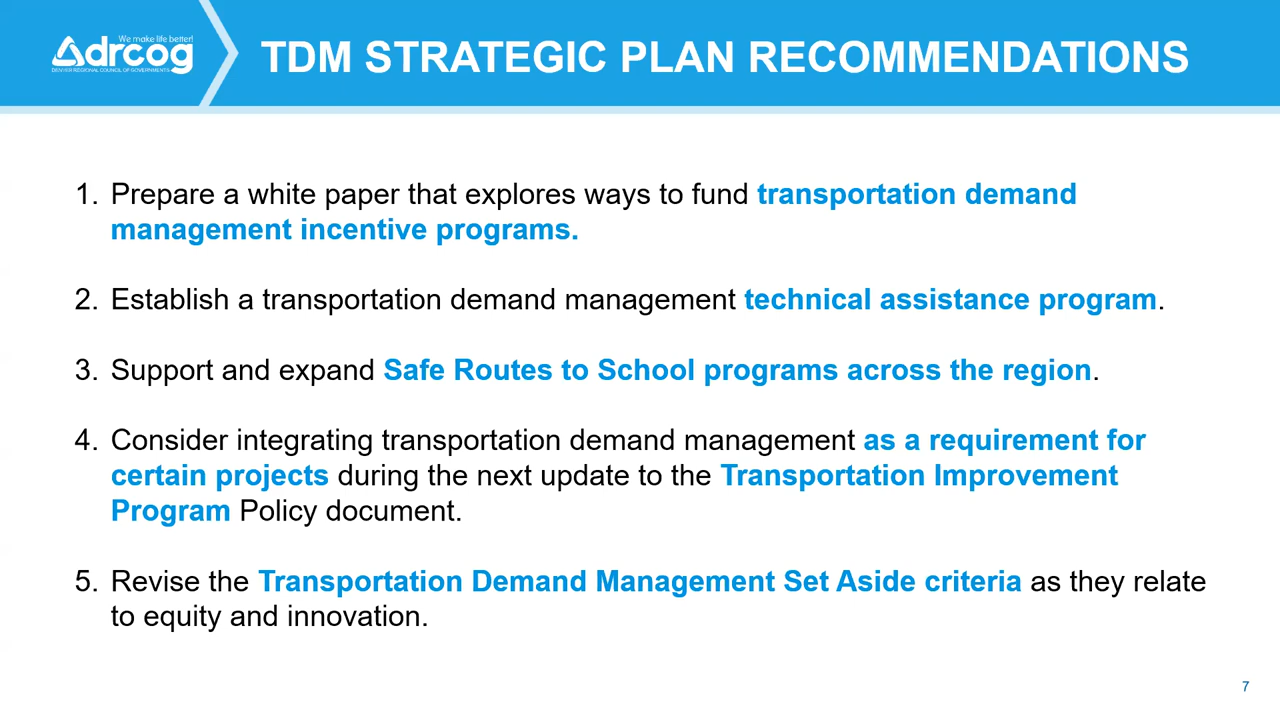 We make life better!
drcog
DENVER REGIONAL COUNCIL OF GOVERNMENTS
TDM STRATEGIC PLAN RECOMMENDATIONS
1. Prepare a white paper that explores ways to fund transportation demand
management incentive programs.
2. Establish a transportation demand management technical assistance program.
3. Support and expand Safe Routes to School programs across the region.
4. Consider integrating transportation demand management as a requirement for
certain projects during the next update to the Transportation Improvement
Program Policy document.
5. Revise the Transportation Demand Management Set Aside criteria as they relate
to equity and innovation.
7